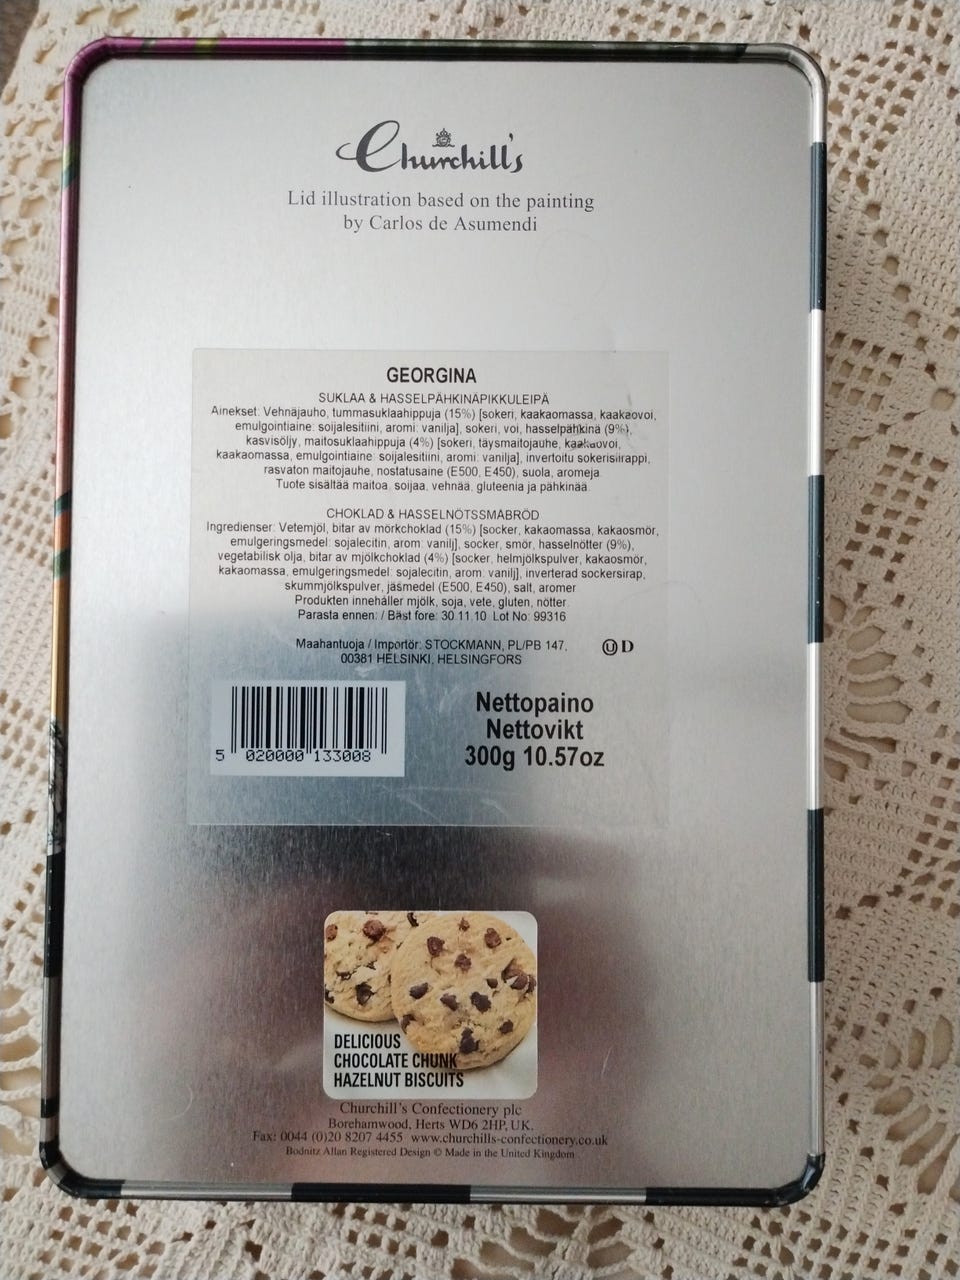 Churchill's
Lid illustration based on the painting
by Carlos de Asumendi
GEORGINA
SUKLAA & HASSELPÄHKINÄPIKKULEIPÄ
Ainekset: Vehnäjauho, tummasuklaahippuja (15%) [sokeri, kaakaomassa, kaakaovoi,
emulgointiaine: soijalesitiini, aromi: vanilja], sokeri, voi, hasselpähkinä (9%),
kasvisöljy, maitosuklaahippuja (4%) [sokeri, täysmaitojauhe, kaakaovoi,
kaakaomassa, emulgointiaine: soijalesitiini, aromi: vanilja], invertoitu sokerisiirappi,
rasvaton maitojauhe, nostatusaine (E500, E450), suola, aromeja.
Tuote sisältää maitoa, soijaa, vehnää, gluteenia ja pähkinää.
CHOKLAD & HASSELNÖTSSMÅBRÖD
Ingredienser: Vetemjöl, bitar av mörkchoklad (15%) [socker, kakaomassa, kakaosmör,
emulgeringsmedel: sojalecitin, arom: vanilj], socker, smör, hasselnötter (9%),
vegetabilisk olja, bitar av mjölkchoklad (4%) [socker, helmjölkspulver, kakaosmör,
kakaomassa, emulgeringsmedel: sojalecitin, arom: vanilj], inverterad sockersirap,
skummjölkspulver, jäsmedel (E500, E450), salt, aromer
Produkten innehåller mjölk, soja, vete, gluten, nötter.
Parasta ennen: / Bäst fore: 30.11.10 Lot No: 99316
Maahantuoja / Importör: STOCKMANN, PL/PB 147,
00381 HELSINKI, HELSINGFORS
Ⓤ D
5 020000 133008
Nettopaino
Nettovikt
300g 10.57oz
DELICIOUS
CHOCOLATE CHUNK
HAZELNUT BISCUITS
Churchill's Confectionery plc
Borehamwood, Herts WD6 2HP, UK.
Fax: 0044 (0)20 8207 4455 www.churchills-confectionery.co.uk
Bodnitz Allan Registered Design © Made in the United Kingdom